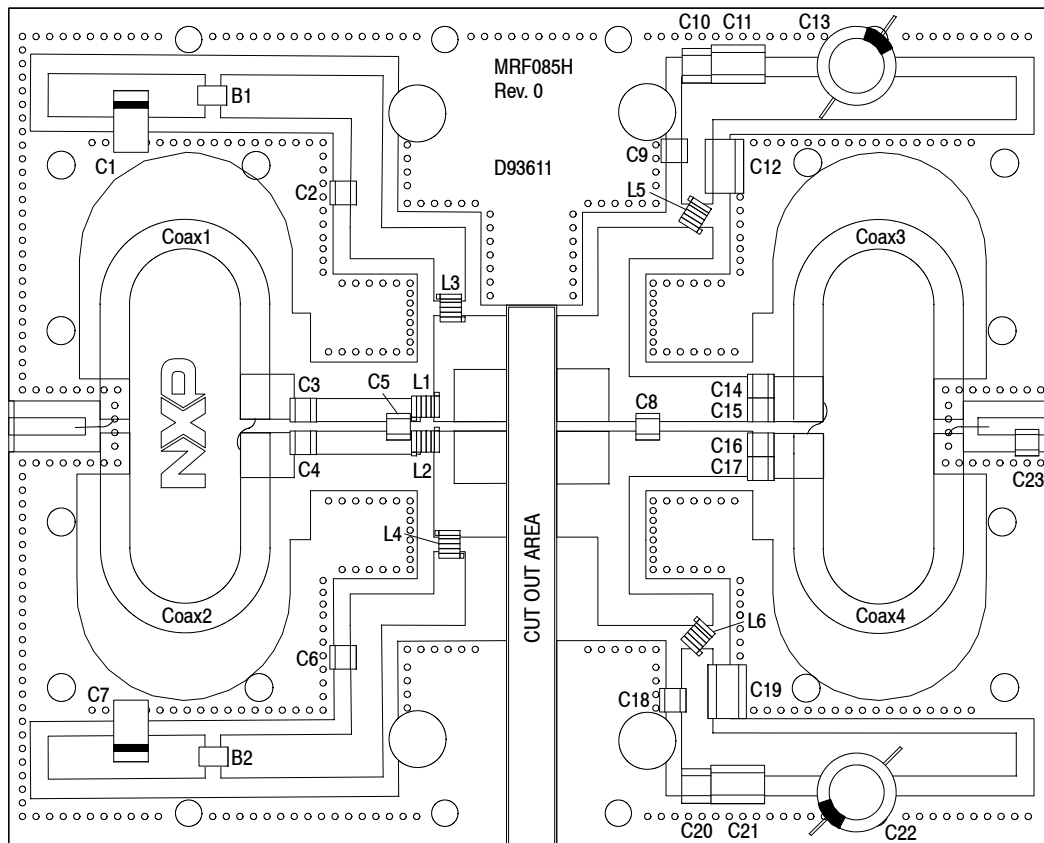 C10 C11 C13
MRF085H
Rev. 0
B1
C1
C9
C12
D93611
C2
L5
Coax1
Coax3
L3
NXP
C3
C5
L1
C8
C14
C15
C16
C17
C4
L2
C23
L4
CUT OUT AREA
Coax2
Coax4
L6
C6
C7
C18
C19
B2
C20 C21 C22